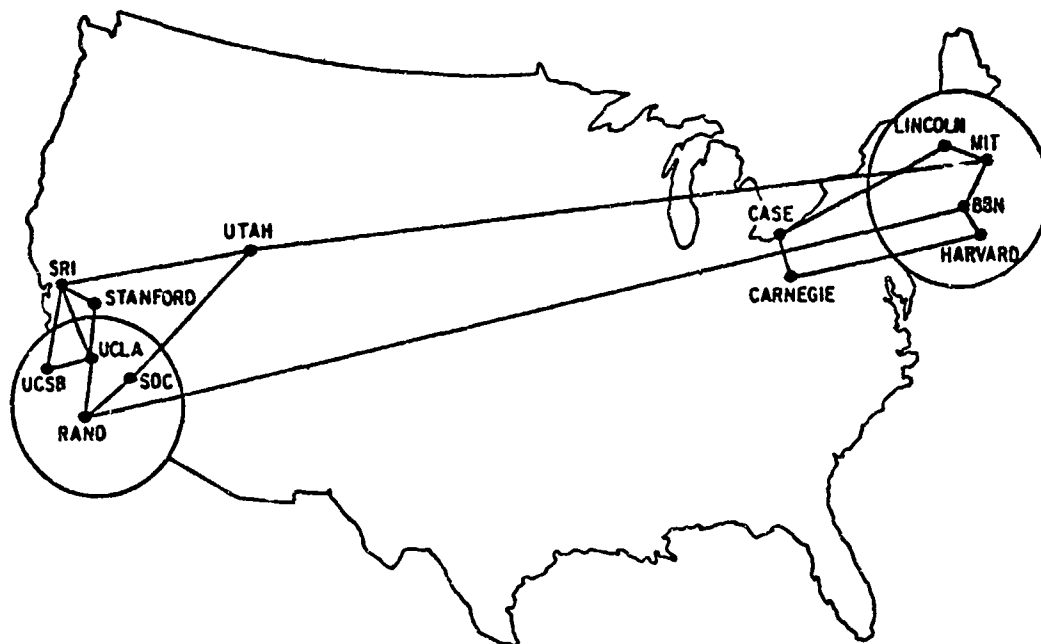 LINCOLN
MIT
CASE
BBN
UTAH
HARVARD
SRI
CARNEGIE
STANFORD
UCLA
UCSB
SDC
RAND